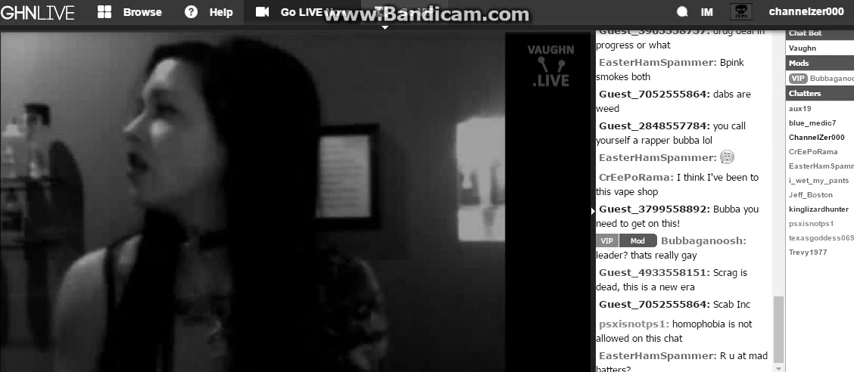 GHNLIVE Browse Help Go LIVE www.Bandicam.com IM channelzer000
VAUGHN
.LIVE
progress or what
EasterHamSpammer: Bpink
smokes both
Guest_7052555864: dabs are
weed
Guest_2848557784: you call
yourself a rapper bubba lol
EasterHamSpammer:
CrEePoRama: I think I've been to
this vape shop
Guest_3799558892: Bubba you
need to get on this!
VIP Mod Bubbaganoosh:
leader? thats really gay
Guest_4933558151: Scrag is
dead, this is a new era
Guest_7052555864: Scab Inc
psxisnotps1: homophobia is not
allowed on this chat
EasterHamSpammer: R u at mad
hatters?
Chat Bot
Vaughn
Mods
VIP Bubbaganoo
Chatters
aux19
blue_medic7
ChannelZer000
CrEePoRama
EasterHamSpamm
i_wet_my_pants
Jeff_Boston
kinglizardhunter
psxisnotps1
texasgoddess069
Trevy1977